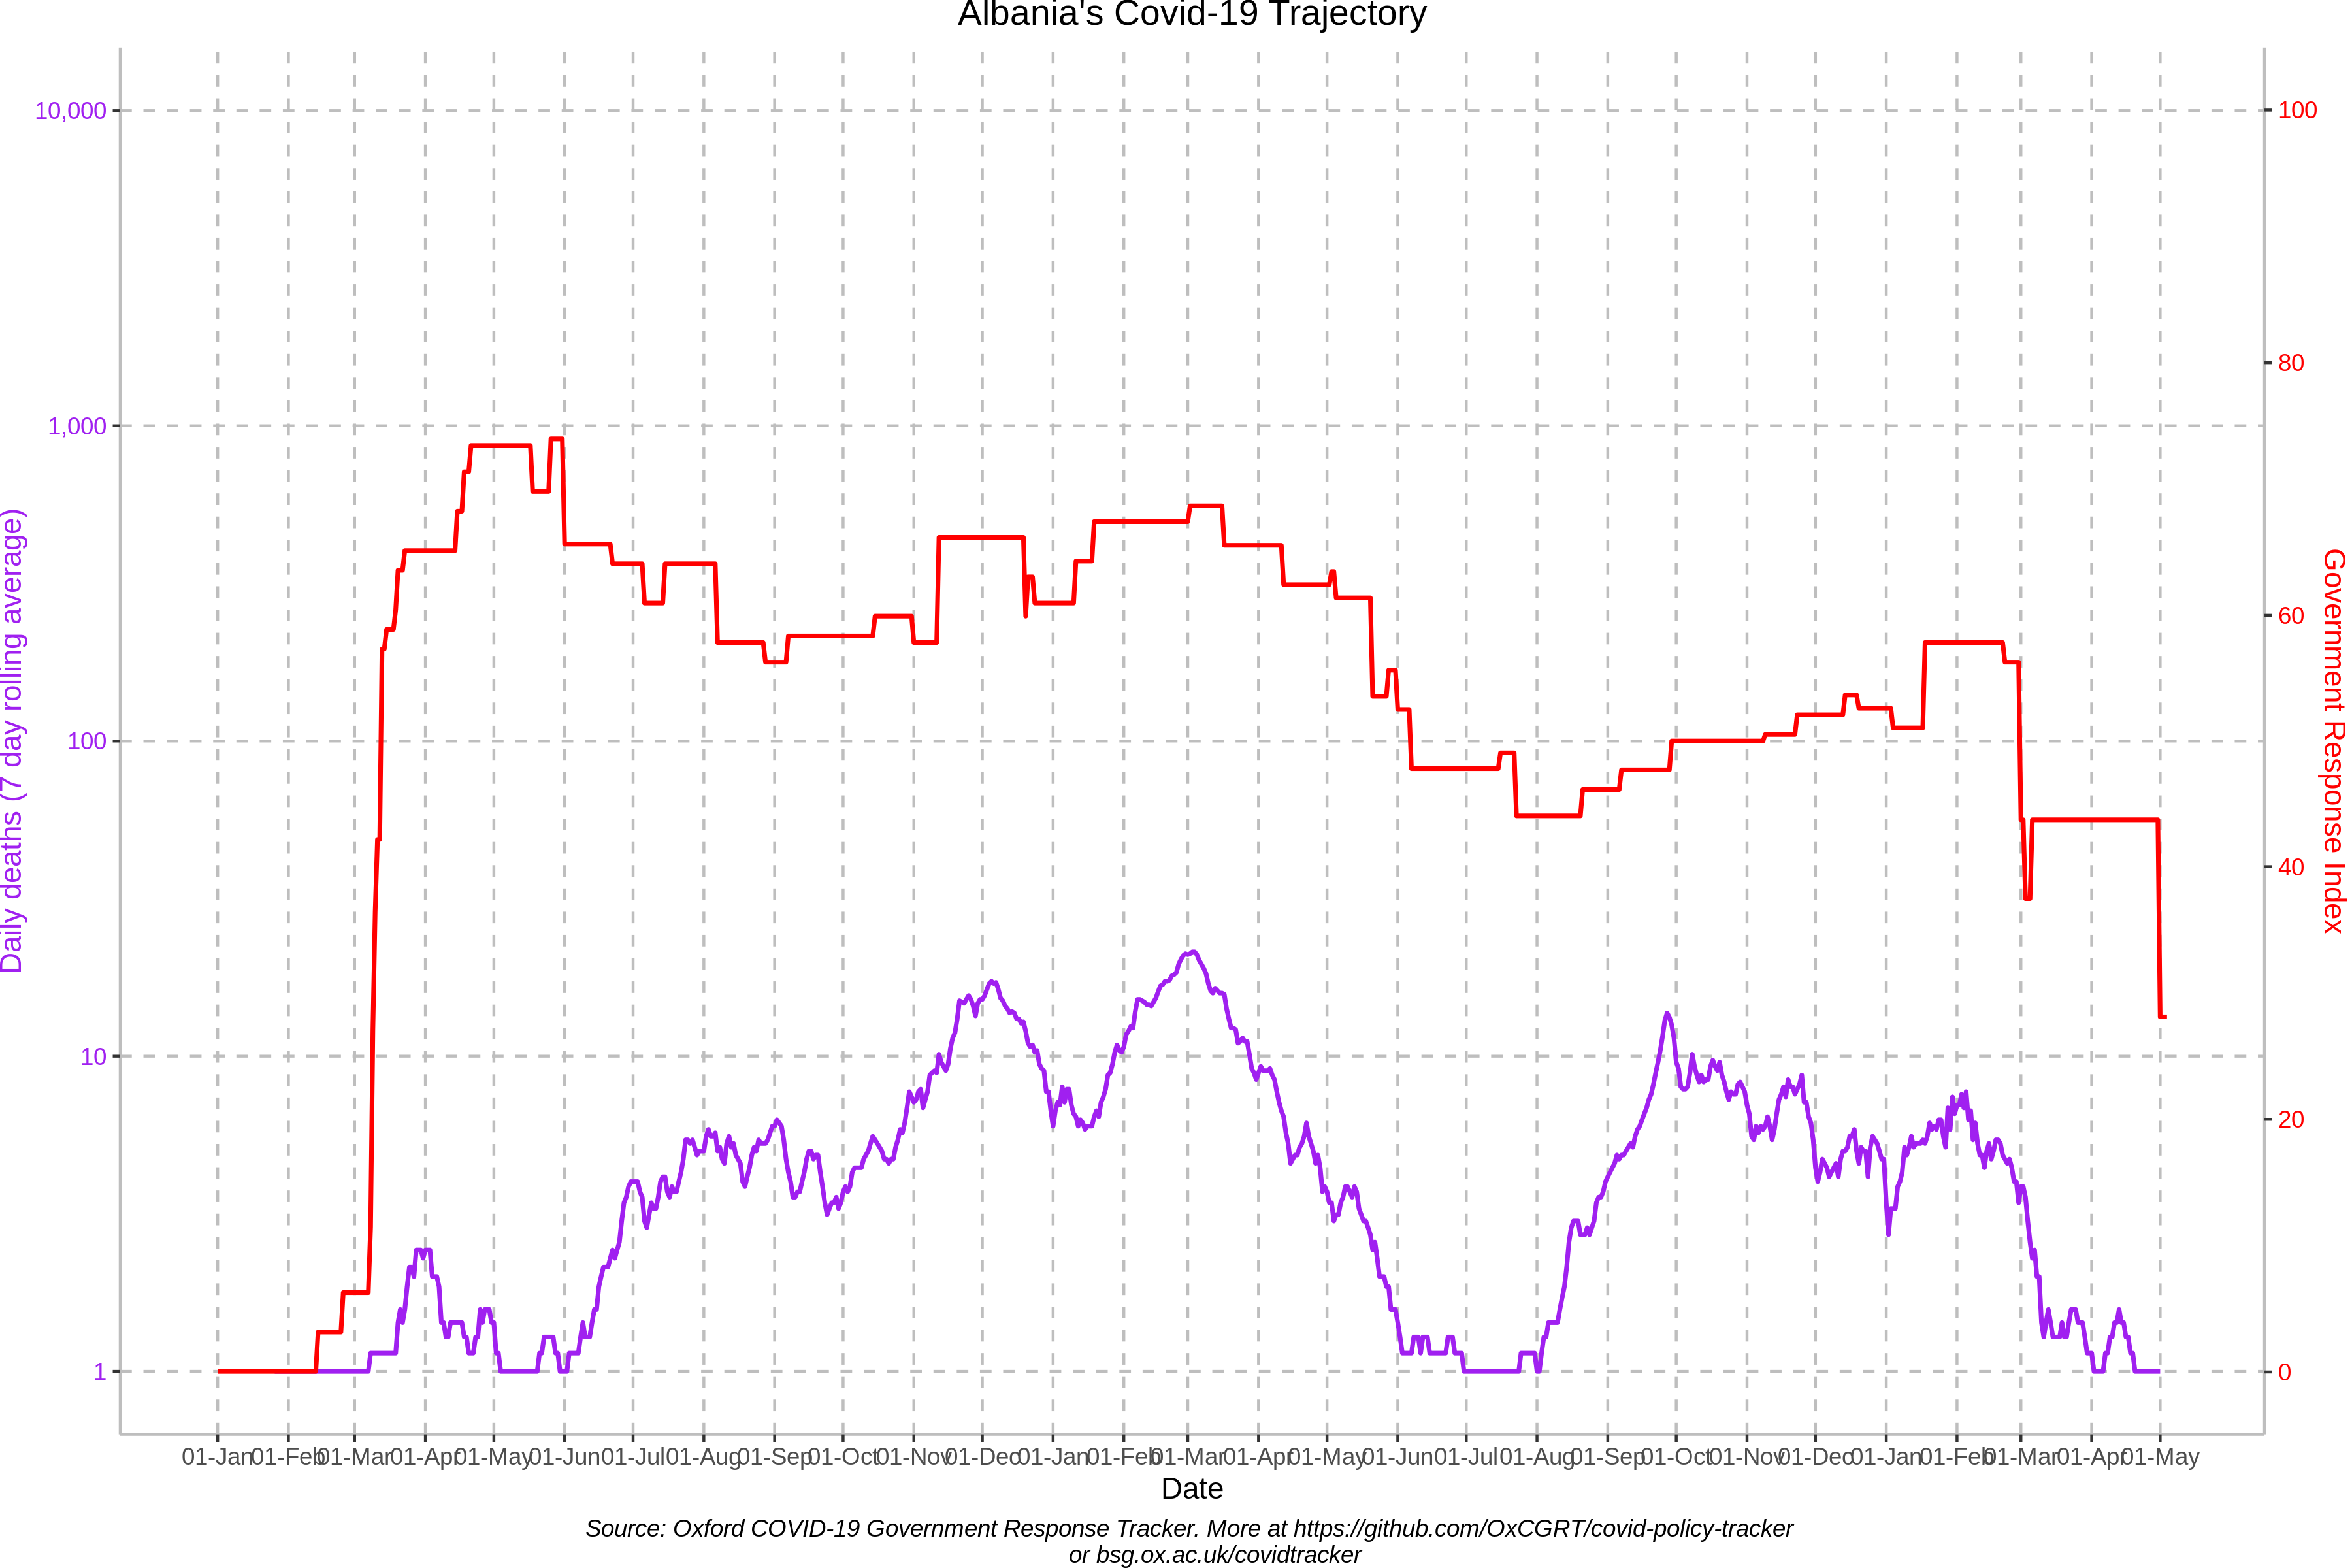 Albania's Covid-19 Trajectory
10,000
1,000
100
10
1
Daily deaths (7 day rolling average)
100
80
60
40
20
0
Government Response Index
01-Jan 01-Feb 01-Mar 01-Apr 01-May 01-Jun 01-Jul 01-Aug 01-Sep 01-Oct 01-Nov 01-Dec 01-Jan 01-Feb 01-Mar 01-Apr 01-May 01-Jun 01-Jul 01-Aug 01-Sep 01-Oct 01-Nov 01-Dec 01-Jan 01-Feb 01-Mar 01-Apr 01-May
Date
Source: Oxford COVID-19 Government Response Tracker. More at https://github.com/OxCGRT/covid-policy-tracker
or bsg.ox.ac.uk/covidtracker